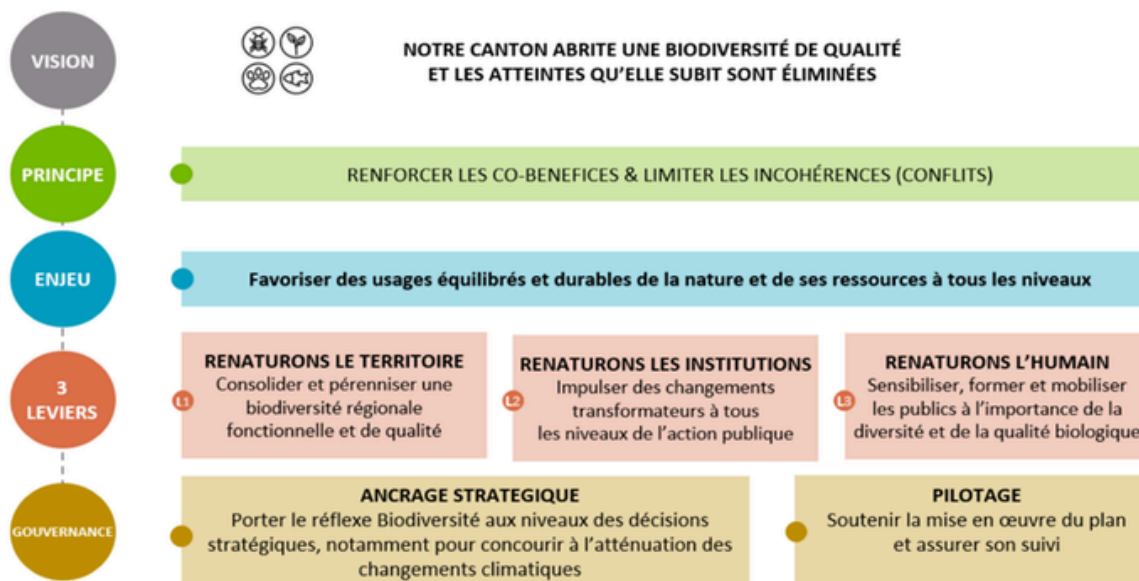 VISION
NOTRE CANTON ABRITE UNE BIODIVERSITÉ DE QUALITÉ
ET LES ATTEINTES QU'ELLE SUBIT SONT ÉLIMINÉES
PRINCIPE
RENFORCER LES CO-BENEFICES & LIMITER LES INCOHÉRENCES (CONFLITS)
ENJEU
Favoriser des usages équilibrés et durables de la nature et de ses ressources à tous les niveaux
3
LEVIERS
L1
RENATURONS LE TERRITOIRE
Consolider et pérenniser une
biodiversité régionale
fonctionnelle et de qualité
L2
RENATURONS LES INSTITUTIONS
Impulser des changements
transformateurs à tous
les niveaux de l'action publique
L3
RENATURONS L'HUMAIN
Sensibiliser, former et mobiliser
les publics à l'importance de la
diversité et de la qualité biologique
GOUVERNANCE
ANCRAGE STRATEGIQUE
Porter le réflexe Biodiversité aux niveaux des décisions
stratégiques, notamment pour concourir à l'atténuation des
changements climatiques
PILOTAGE
Soutenir la mise en œuvre du plan
et assurer son suivi